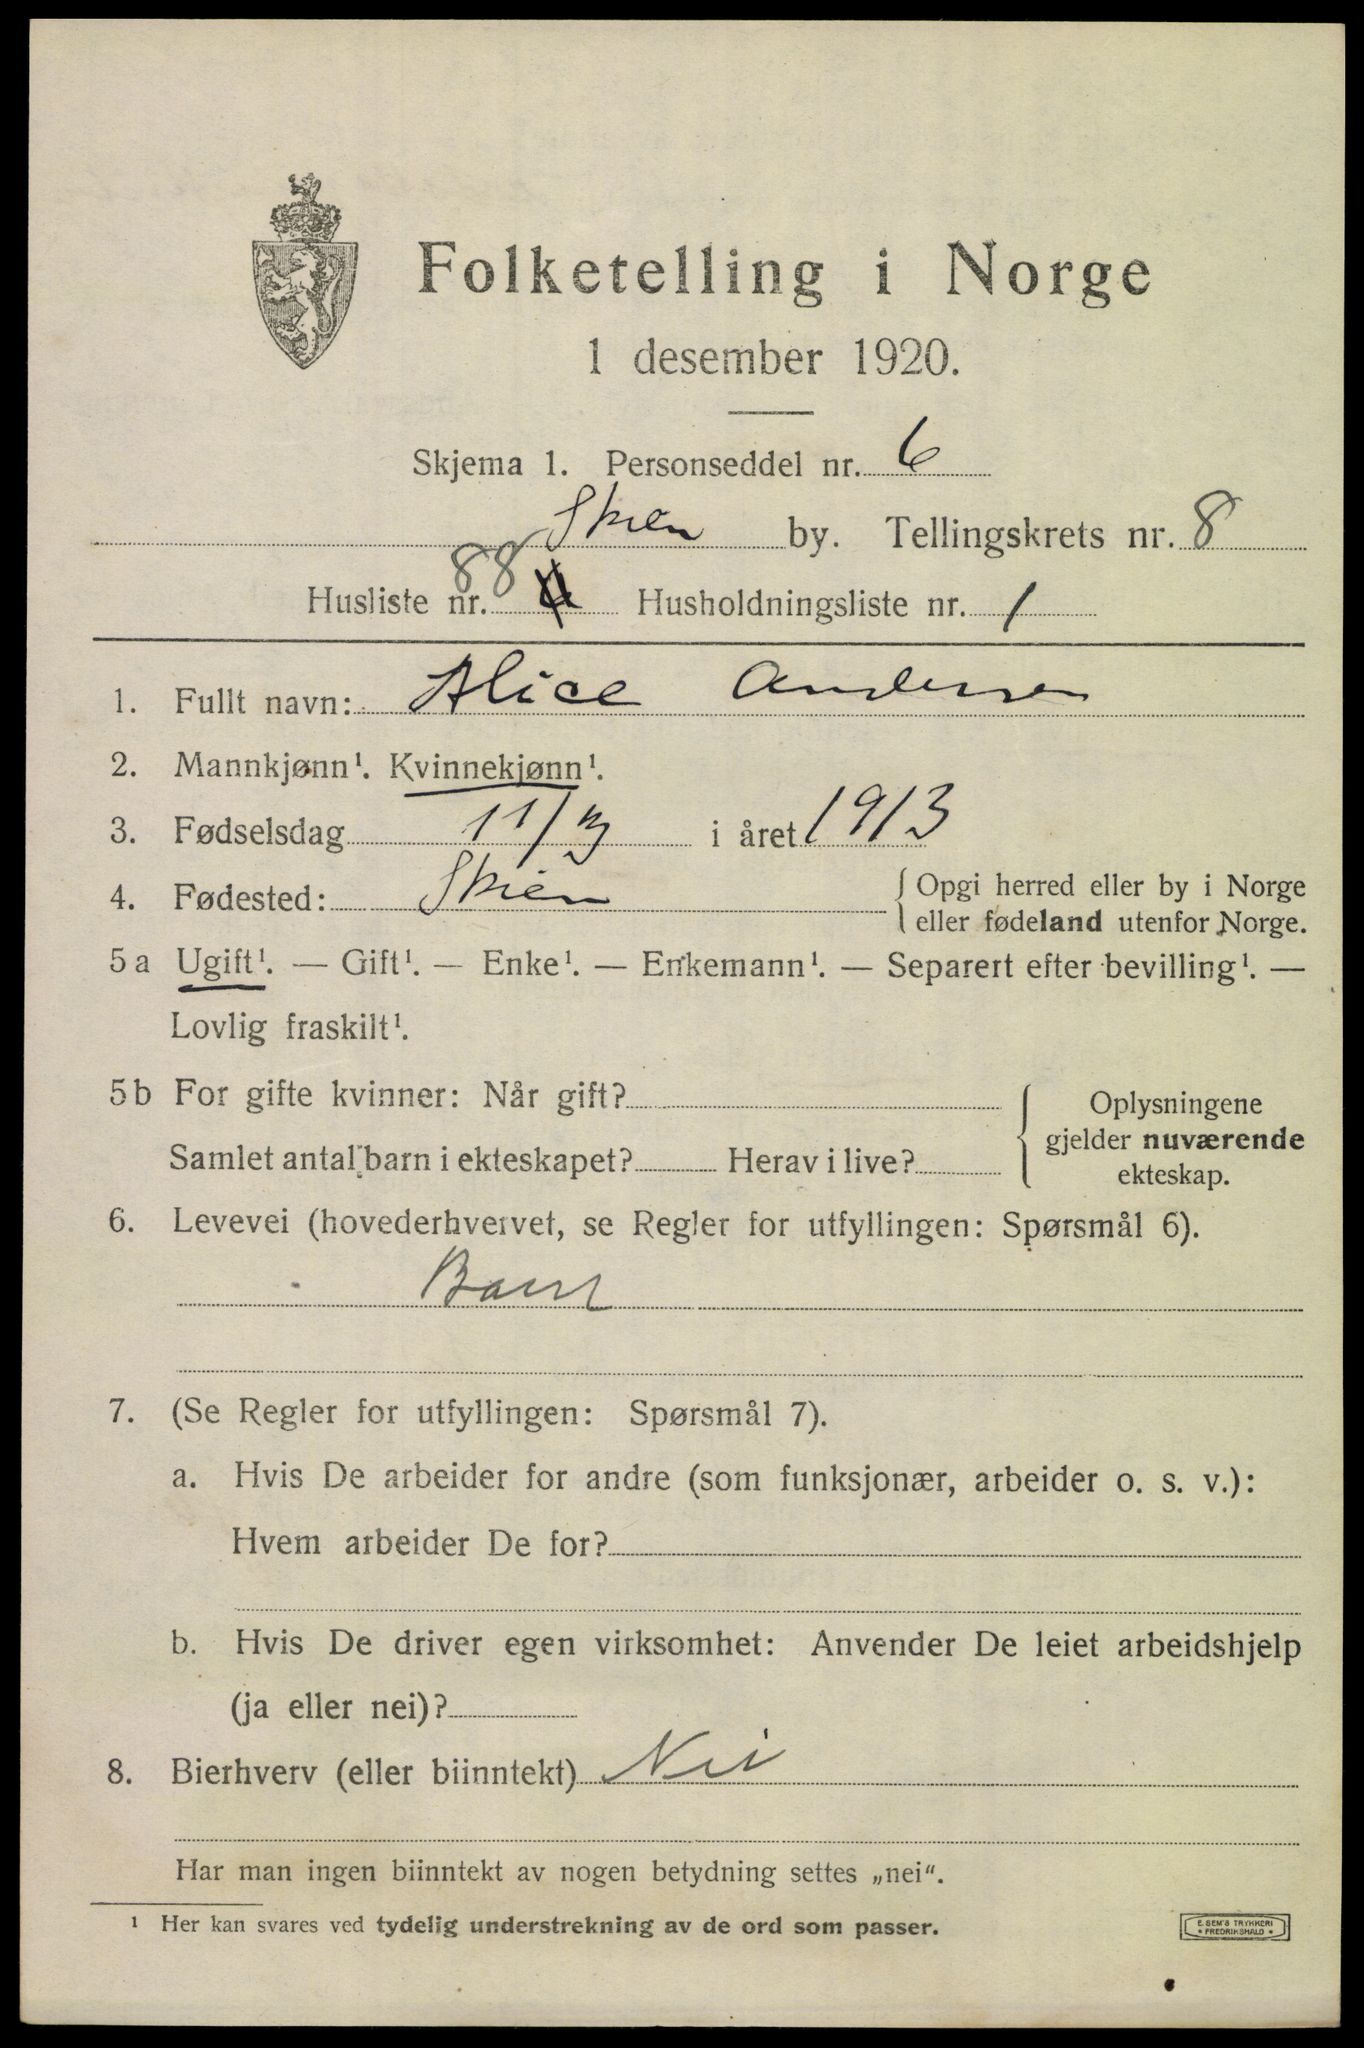 Folketelling i Norge
1 desember 1920.
Skjema 1. Personseddel nr. 6
Skien by. Tellingskrets nr. 8
Husliste nr. 88 Husholdningsliste nr. 1
1. Fullt navn: Alice Andersen
2. Mannkjønn¹. Kvinnekjønn¹.
3. Fødselsdag 11/3 i året 1913
4. Fødested: Skien { Opgi herred eller by i Norge
eller fødeland utenfor Norge.
5a Ugift¹. — Gift¹. — Enke¹. — Enkemann¹. — Separert efter bevilling¹. —
Lovlig fraskilt¹.
5b For gifte kvinner: Når gift?
Samlet antal barn i ekteskapet? Herav i live?
Oplysningene
gjelder nuværende
ekteskap.
6. Levevei (hovederhvervet, se Regler for utfyllingen: Spørsmål 6).
Barn
7. (Se Regler for utfyllingen: Spørsmål 7).
a. Hvis De arbeider for andre (som funksjonær, arbeider o. s. v.):
Hvem arbeider De for?
b. Hvis De driver egen virksomhet: Anvender De leiet arbeidshjelp
(ja eller nei)?
8. Bierhverv (eller biinntekt) Nei
Har man ingen biinntekt av nogen betydning settes „nei“.
¹ Her kan svares ved tydelig understrekning av de ord som passer.
E. SEM'S TRYKKERI
* FREDRIKSHALD *